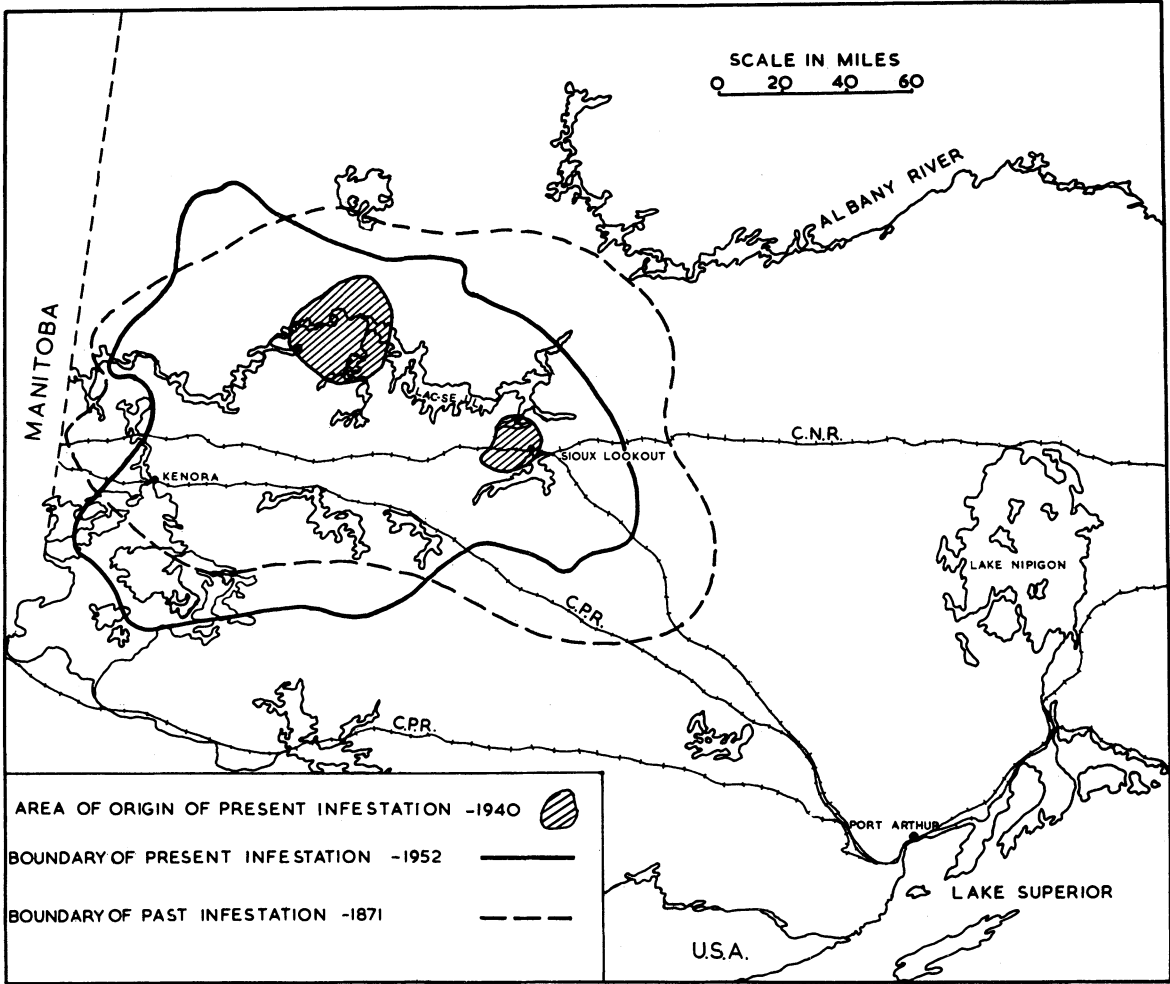 SCALE IN MILES
0 20 40 60
ALBANY RIVER
MANITOBA
LAC-SEUL
C.N.R.
SIOUX LOOKOUT
KENORA
LAKE NIPIGON
C.P.R.
C.P.R.
AREA OF ORIGIN OF PRESENT INFESTATION -1940
PORT ARTHUR
BOUNDARY OF PRESENT INFESTATION -1952
LAKE SUPERIOR
BOUNDARY OF PAST INFESTATION -1871
U.S.A.